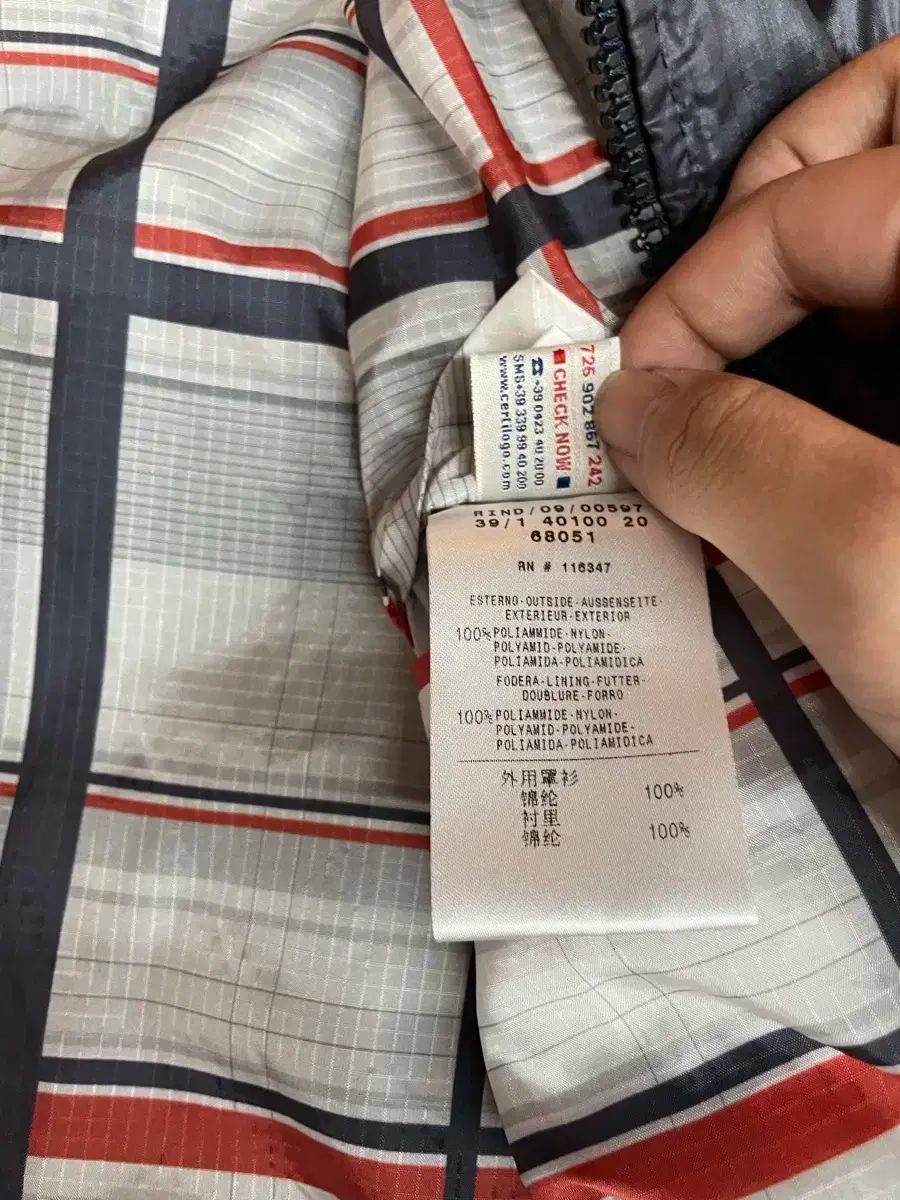 725 902 867 242
CHECK NOW
☎ +39 0423 40 2000
SMS+39 339 99 40 200
www.certilogo.com
RIND/09/00597
39/1 40100 20
68051
RN # 116347
ESTERNO-OUTSIDE-AUSSENSEITE-
EXTERIEUR-EXTERIOR
100% POLIAMMIDE-NYLON-
POLYAMID-POLYAMIDE-
POLIAMIDA-POLIAMIDICA
FODERA-LINING-FUTTER-
DOUBLURE-FORRO
100% POLIAMMIDE-NYLON-
POLYAMID-POLYAMIDE-
POLIAMIDA-POLIAMIDICA
外用罩衫
锦纶 100%
衬里
锦纶 100%